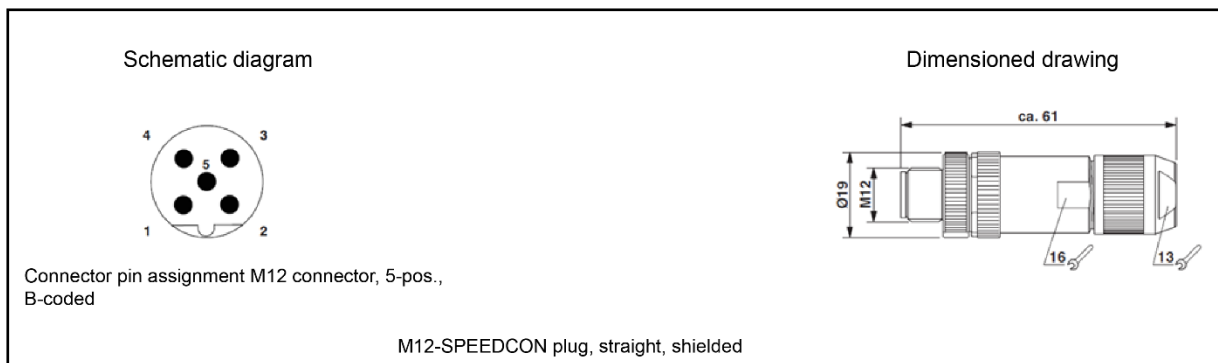 Schematic diagram
Dimensioned drawing
4 3
5
1 2
ca. 61
Ø19
M12
16 13
Connector pin assignment M12 connector, 5-pos.,
B-coded
M12-SPEEDCON plug, straight, shielded